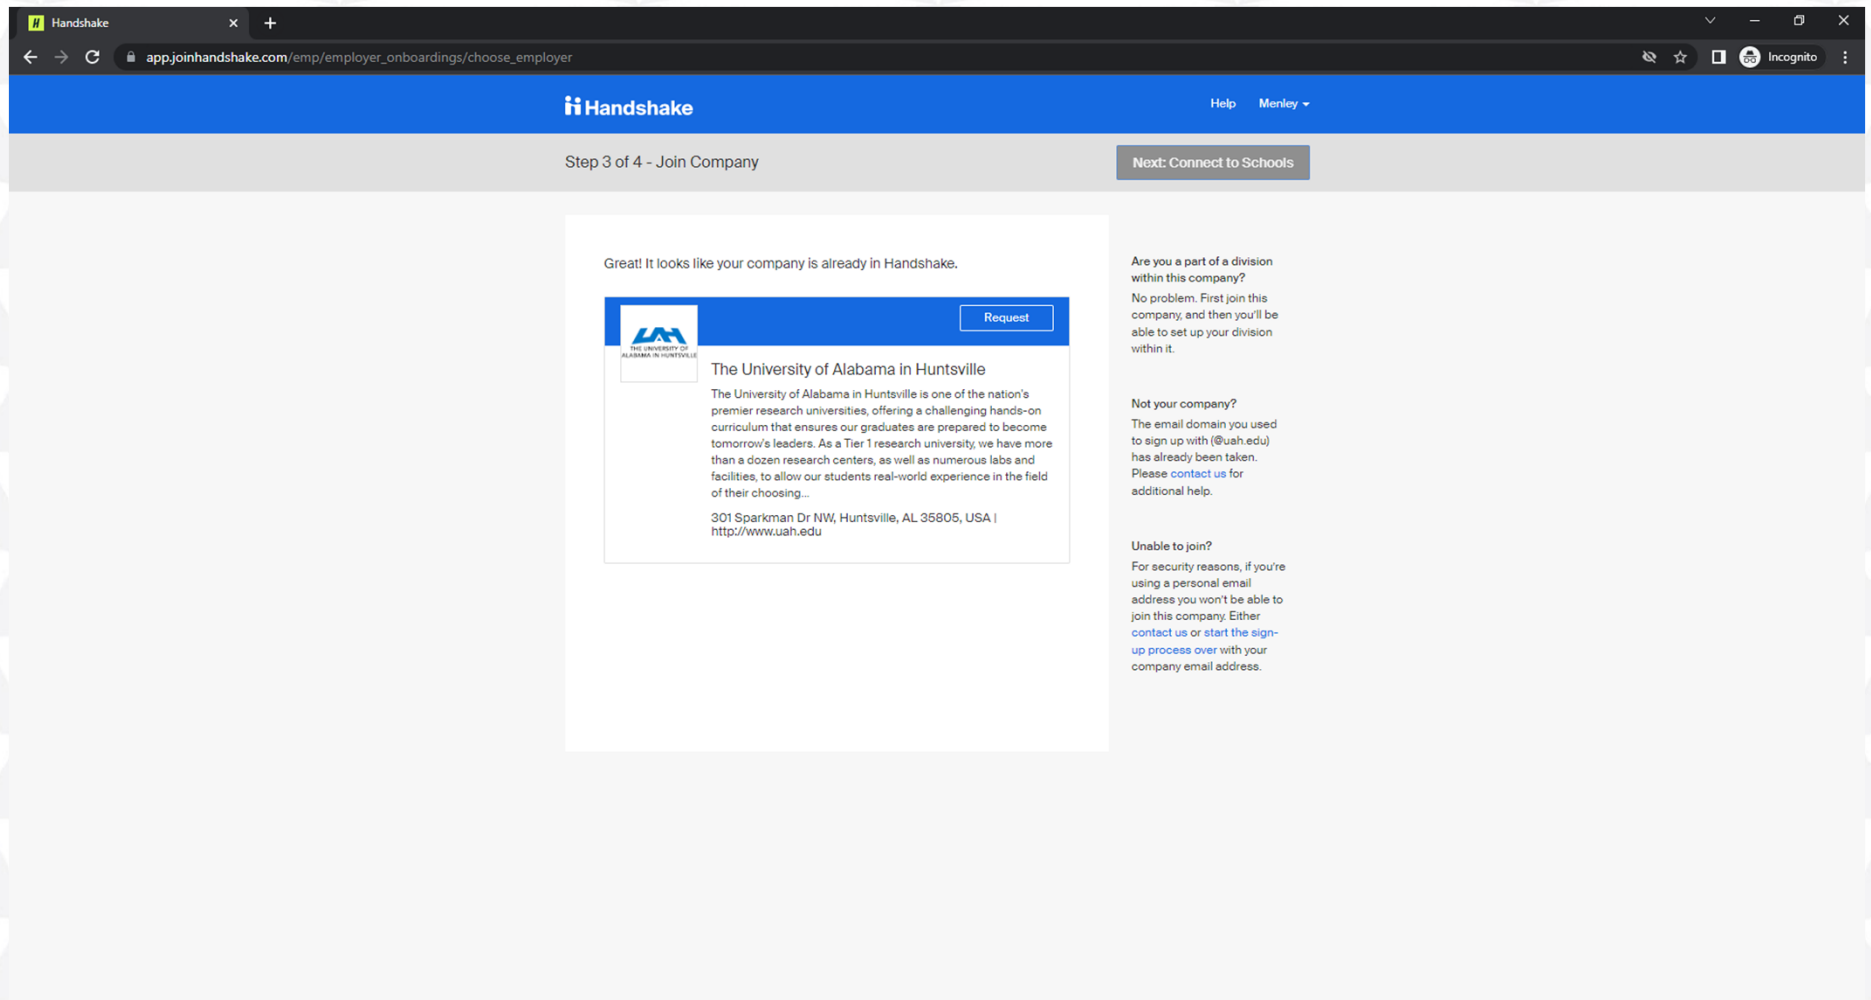 Handshake
app.joinhandshake.com/emp/employer_onboardings/choose_employer
Incognito
Handshake
Help
Menley
Step 3 of 4 - Join Company
Next: Connect to Schools
Great! It looks like your company is already in Handshake.
Request
UAH
THE UNIVERSITY OF
ALABAMA IN HUNTSVILLE
The University of Alabama in Huntsville
The University of Alabama in Huntsville is one of the nation's
premier research universities, offering a challenging hands-on
curriculum that ensures our graduates are prepared to become
tomorrow's leaders. As a Tier 1 research university, we have more
than a dozen research centers, as well as numerous labs and
facilities, to allow our students real-world experience in the field
of their choosing...
301 Sparkman Dr NW, Huntsville, AL 35805, USA |
http://www.uah.edu
Are you a part of a division
within this company?
No problem. First join this
company, and then you'll be
able to set up your division
within it.
Not your company?
The email domain you used
to sign up with (@uah.edu)
has already been taken.
Please contact us for
additional help.
Unable to join?
For security reasons, if you're
using a personal email
address you won't be able to
join this company. Either
contact us or start the sign-
up process over with your
company email address.